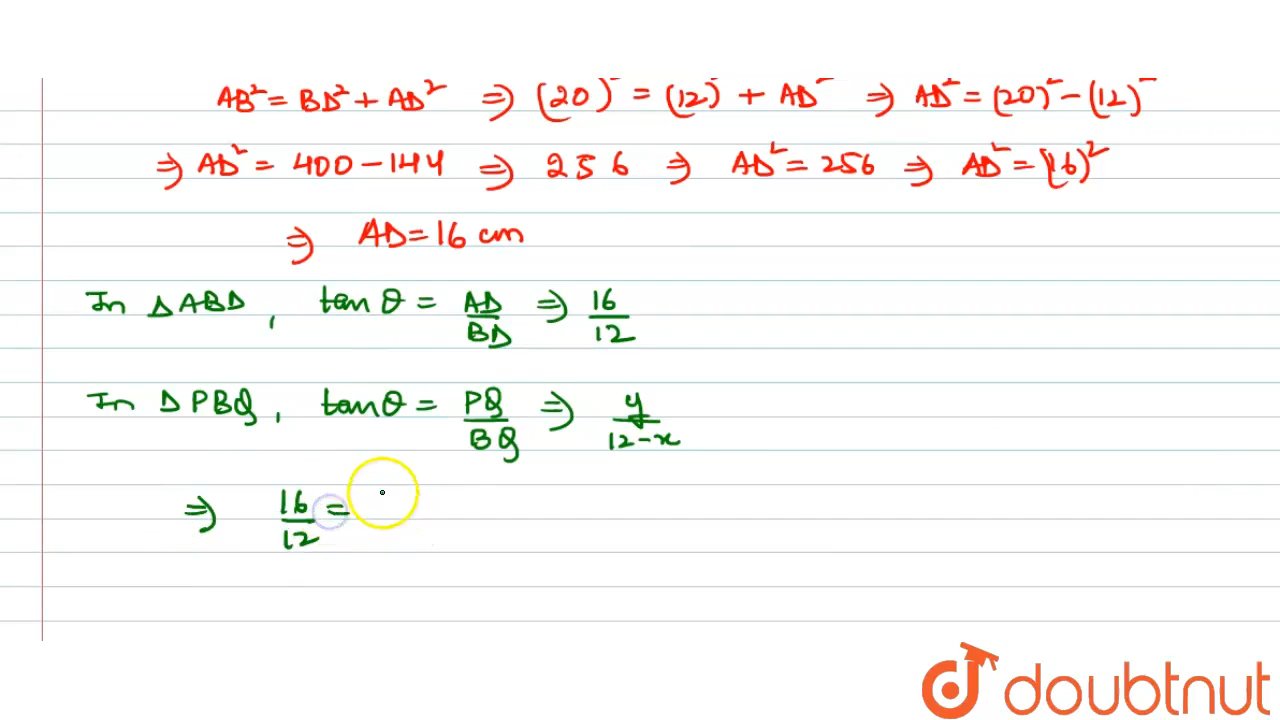 AB² = BD² + AD² ⇒ (20)² = (12) + AD² ⇒ AD² = (20)² - (12)²
⇒ AD² = 400 - 144 ⇒ 256 ⇒ AD² = 256 ⇒ AD² = (16)²
⇒ AD = 16 cm
In ΔABD, tan θ = AD/BD ⇒ 16/12
In ΔPBQ, tan θ = PQ/BQ ⇒ y/12-x
⇒ 16/12 =
doubtnut